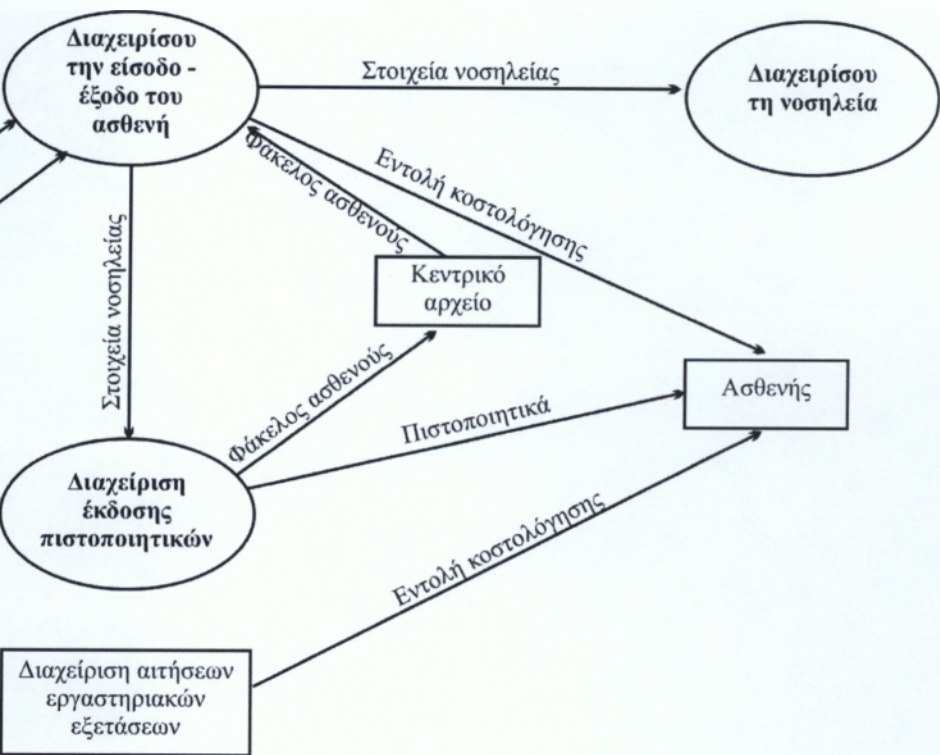 Διαχειρίσου
την είσοδο -
έξοδο του
ασθενή
Στοιχεία νοσηλείας
Διαχειρίσου
τη νοσηλεία
Φάκελος ασθενούς
Εντολή κοστολόγησης
Στοιχεία νοσηλείας
Κεντρικό
αρχείο
Φάκελος ασθενούς
Ασθενής
Πιστοποιητικά
Διαχείριση
έκδοσης
πιστοποιητικών
Εντολή κοστολόγησης
Διαχείριση αιτήσεων
εργαστηριακών
εξετάσεων